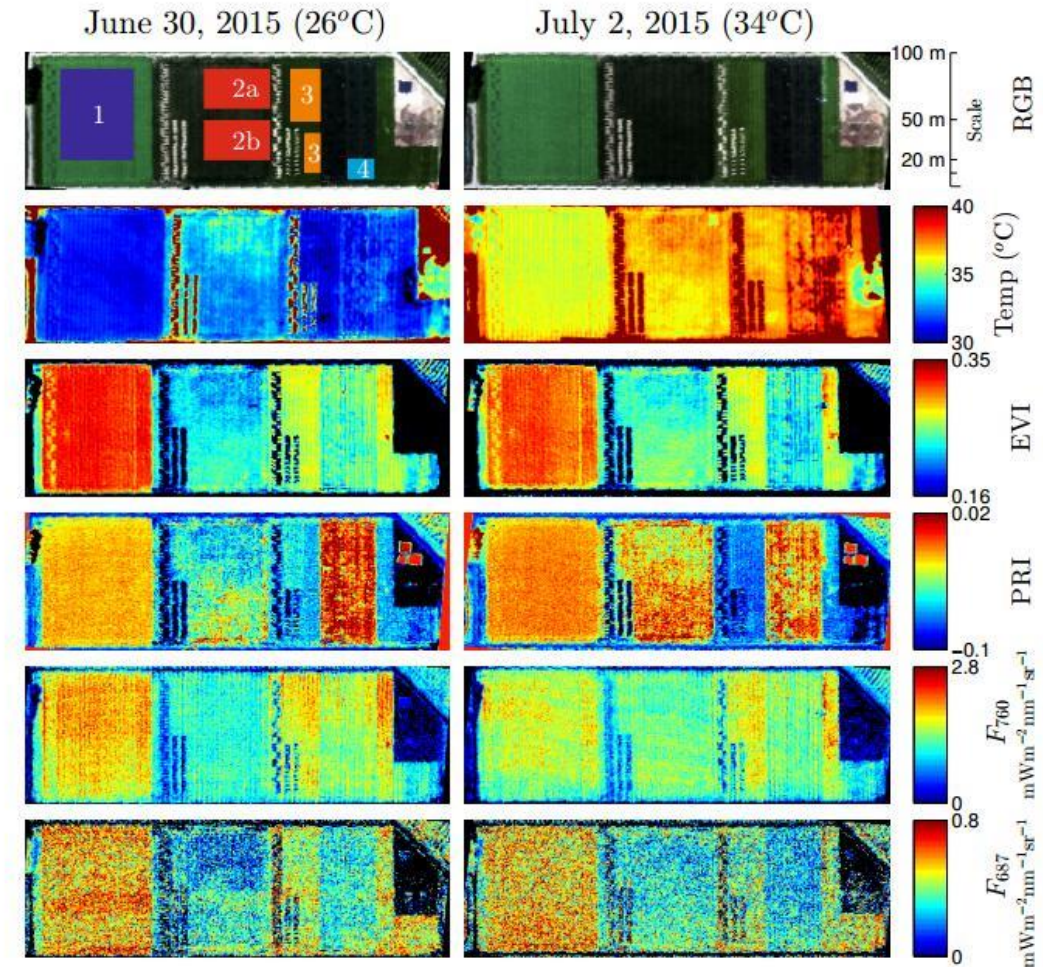 June 30, 2015 (26°C)
July 2, 2015 (34°C)
1
2a
2b
3
3
4
100 m
50 m
20 m
Scale
RGB
40
35
30
Temp (°C)
0.35
0.16
EVI
0.02
−0.1
PRI
2.8
0
F760
mWm−2nm−1sr−1
0.8
0
F687
mWm−2nm−1sr−1